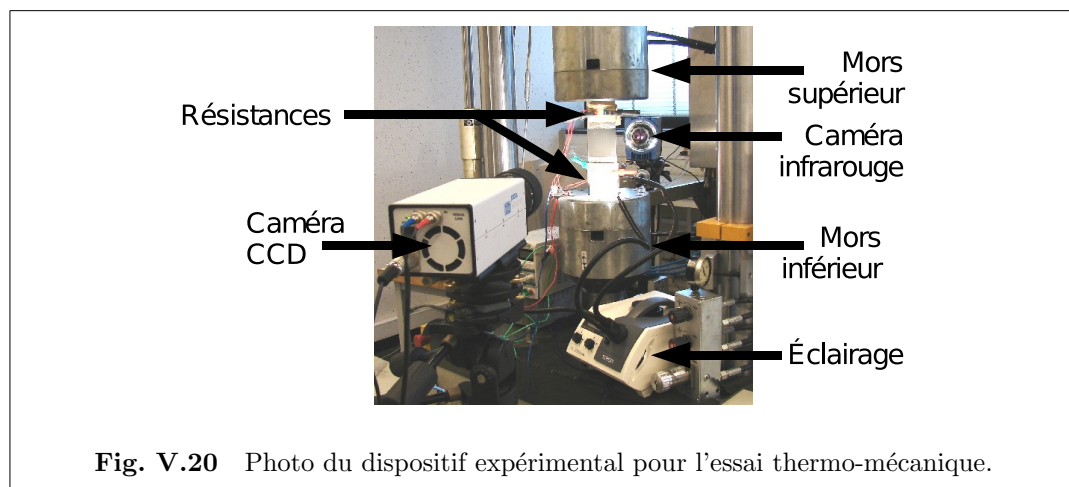 Mors
supérieur
Résistances
Caméra
infrarouge
Caméra
CCD
Mors
inférieur
Éclairage
Fig. V.20 Photo du dispositif expérimental pour l'essai thermo-mécanique.